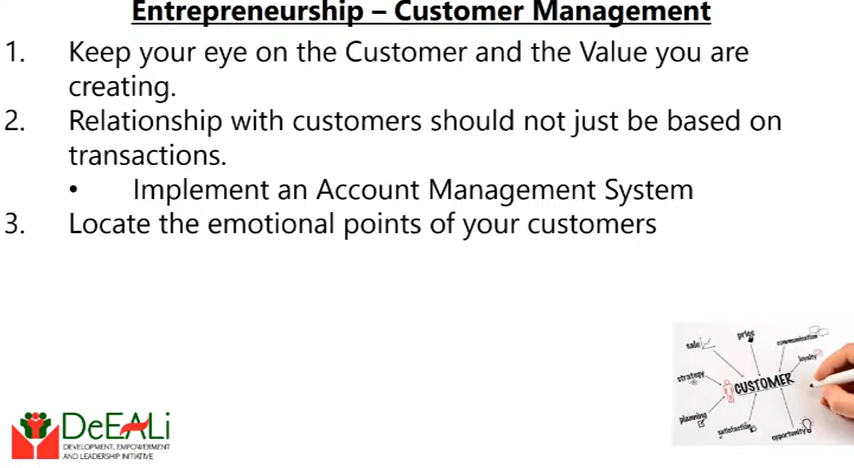 Entrepreneurship – Customer Management
1. Keep your eye on the Customer and the Value you are
creating.
2. Relationship with customers should not just be based on
transactions.
• Implement an Account Management System
3. Locate the emotional points of your customers
sale
price
communication
loyalty
strategy
CUSTOMER
planning
satisfaction
opportunity
DeEALi
DEVELOPMENT, EMPOWERMENT
AND LEADERSHIP INITIATIVE